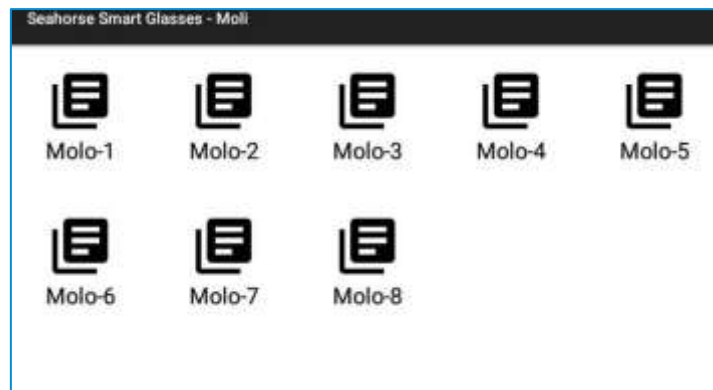 Seahorse Smart Glasses - Moli
Molo-1 Molo-2 Molo-3 Molo-4 Molo-5
Molo-6 Molo-7 Molo-8